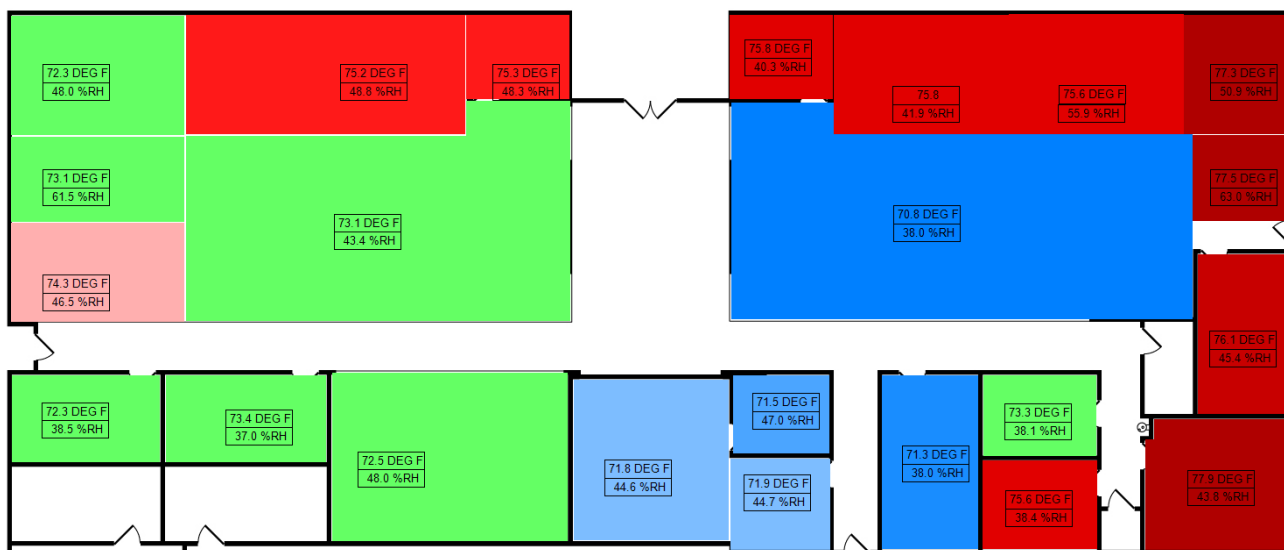 72.3 DEG F
48.0 %RH
75.2 DEG F
48.8 %RH
75.3 DEG F
48.3 %RH
75.8 DEG F
40.3 %RH
75.8
41.9 %RH
75.6 DEG F
55.9 %RH
77.3 DEG F
50.9 %RH
73.1 DEG F
61.5 %RH
73.1 DEG F
43.4 %RH
70.8 DEG F
38.0 %RH
77.5 DEG F
63.0 %RH
74.3 DEG F
46.5 %RH
76.1 DEG F
45.4 %RH
72.3 DEG F
38.5 %RH
73.4 DEG F
37.0 %RH
72.5 DEG F
48.0 %RH
71.8 DEG F
44.6 %RH
71.5 DEG F
47.0 %RH
71.9 DEG F
44.7 %RH
71.3 DEG F
38.0 %RH
73.3 DEG F
38.1 %RH
75.6 DEG F
38.4 %RH
77.9 DEG F
43.8 %RH